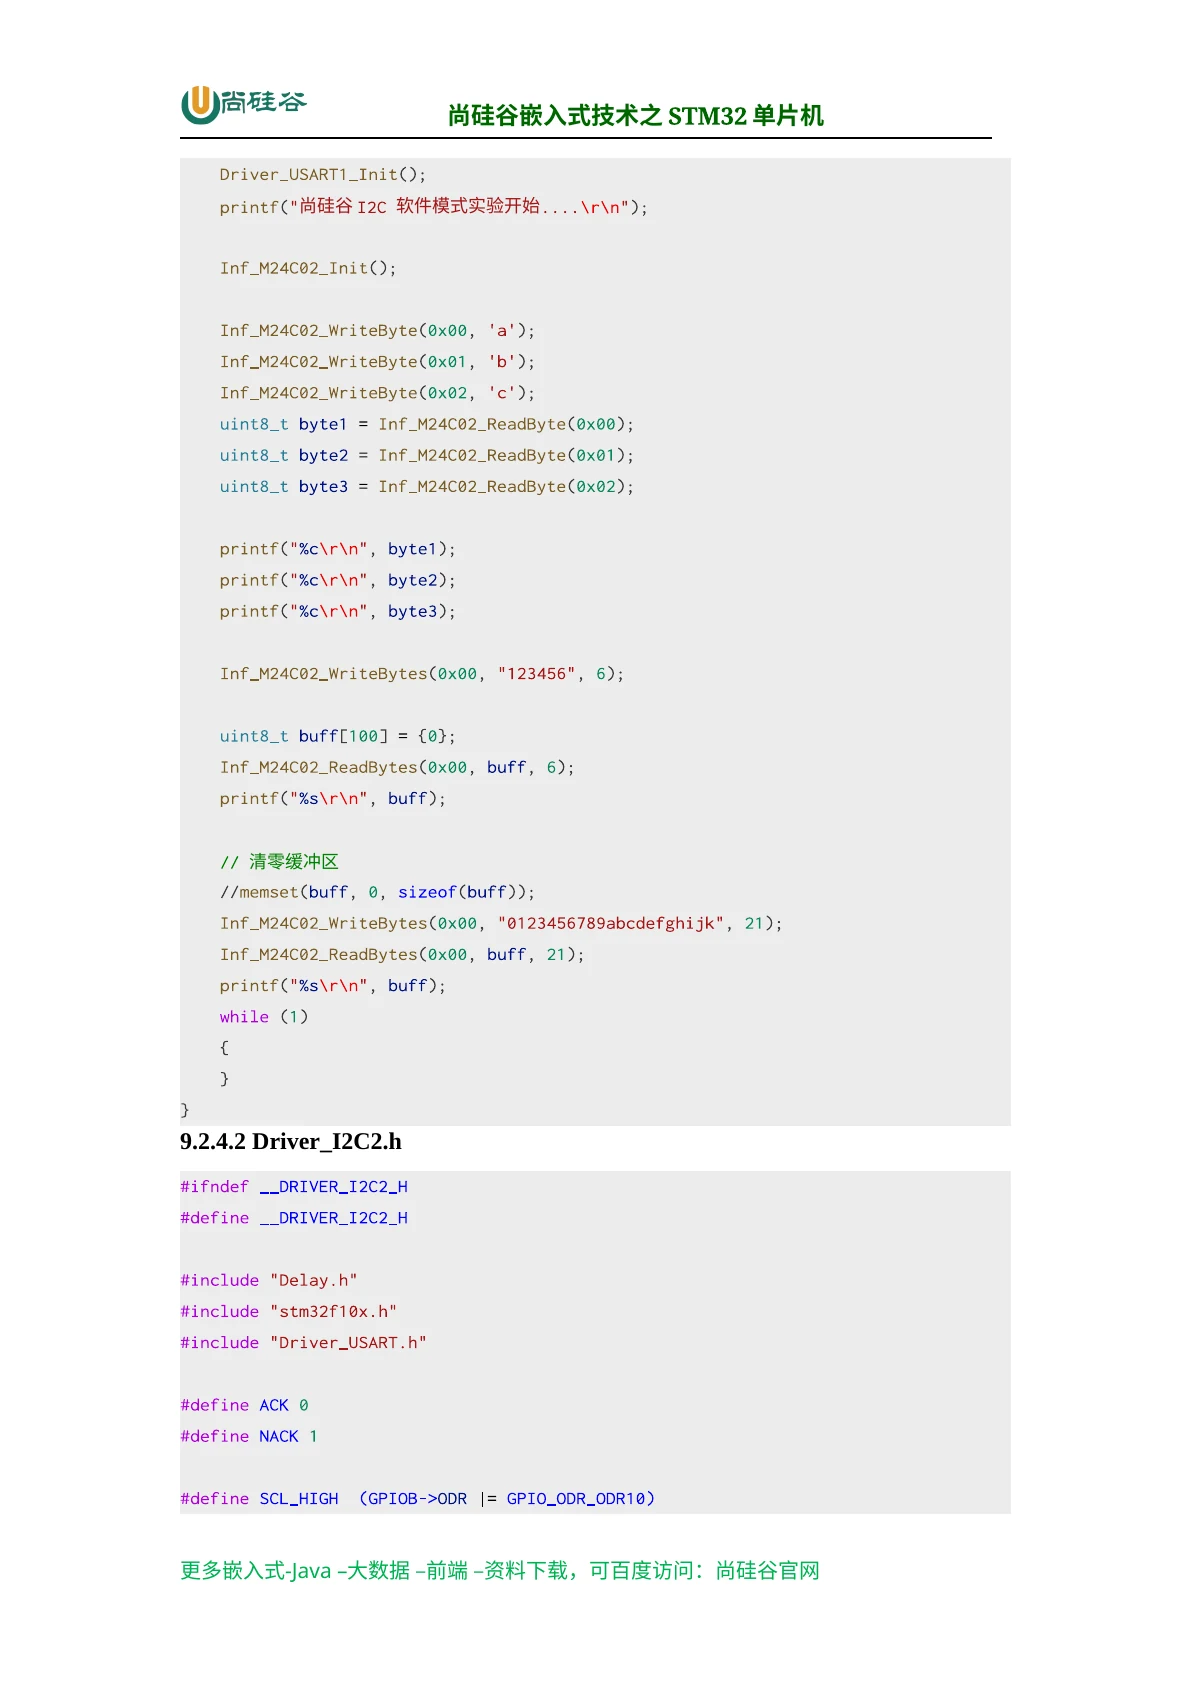 尚硅谷
尚硅谷嵌入式技术之 STM32 单片机
    Driver_USART1_Init();
    printf("尚硅谷 I2C 软件模式实验开始....\r\n");
    Inf_M24C02_Init();
    Inf_M24C02_WriteByte(0x00, 'a');
    Inf_M24C02_WriteByte(0x01, 'b');
    Inf_M24C02_WriteByte(0x02, 'c');
    uint8_t byte1 = Inf_M24C02_ReadByte(0x00);
    uint8_t byte2 = Inf_M24C02_ReadByte(0x01);
    uint8_t byte3 = Inf_M24C02_ReadByte(0x02);
    printf("%c\r\n", byte1);
    printf("%c\r\n", byte2);
    printf("%c\r\n", byte3);
    Inf_M24C02_WriteBytes(0x00, "123456", 6);
    uint8_t buff[100] = {0};
    Inf_M24C02_ReadBytes(0x00, buff, 6);
    printf("%s\r\n", buff);
    // 清零缓冲区
    //memset(buff, 0, sizeof(buff));
    Inf_M24C02_WriteBytes(0x00, "0123456789abcdefghijk", 21);
    Inf_M24C02_ReadBytes(0x00, buff, 21);
    printf("%s\r\n", buff);
    while (1)
    {
    }
}
9.2.4.2 Driver_I2C2.h
#ifndef __DRIVER_I2C2_H
#define __DRIVER_I2C2_H
#include "Delay.h"
#include "stm32f10x.h"
#include "Driver_USART.h"
#define ACK 0
#define NACK 1
#define SCL_HIGH  (GPIOB->ODR |= GPIO_ODR_ODR10)
更多嵌入式-Java –大数据 –前端 –资料下载，可百度访问：尚硅谷官网